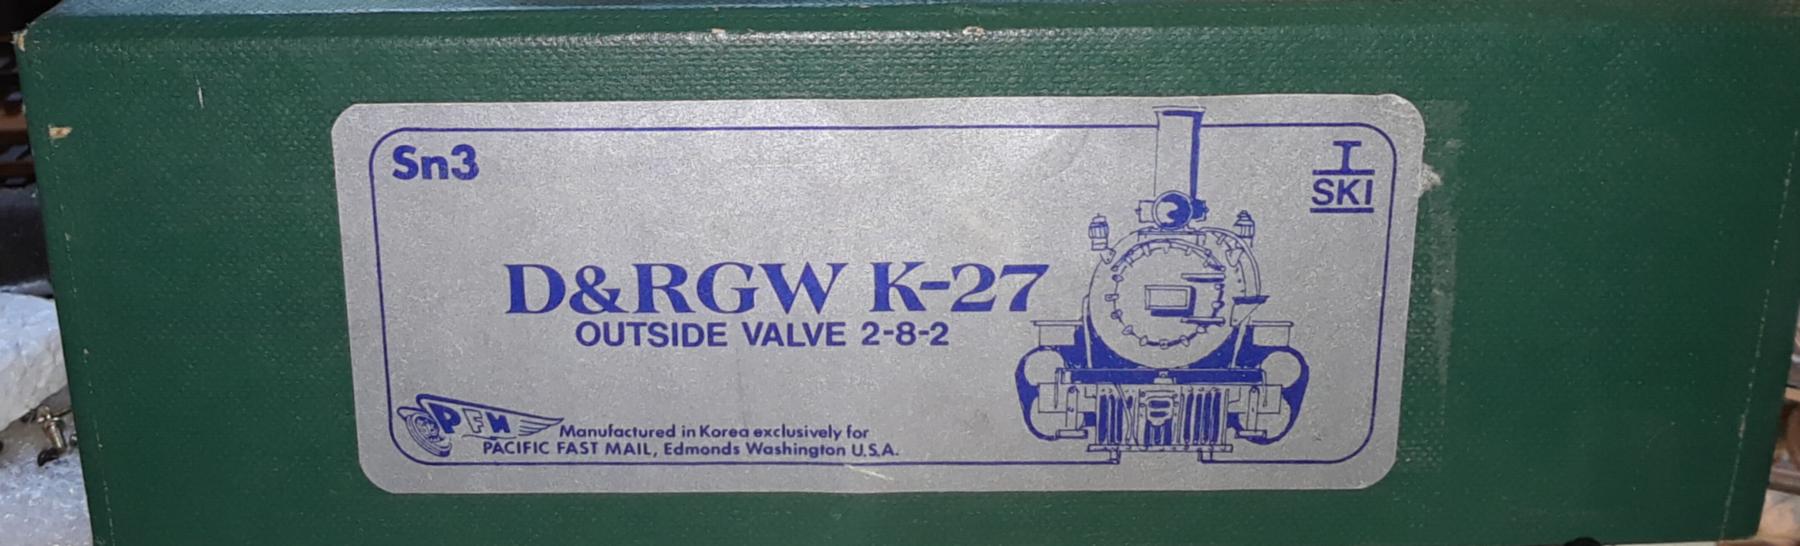 Sn3
I
SKI
D&RGW K-27
OUTSIDE VALVE 2-8-2
PFM
Manufactured in Korea exclusively for
PACIFIC FAST MAIL, Edmonds Washington U.S.A.